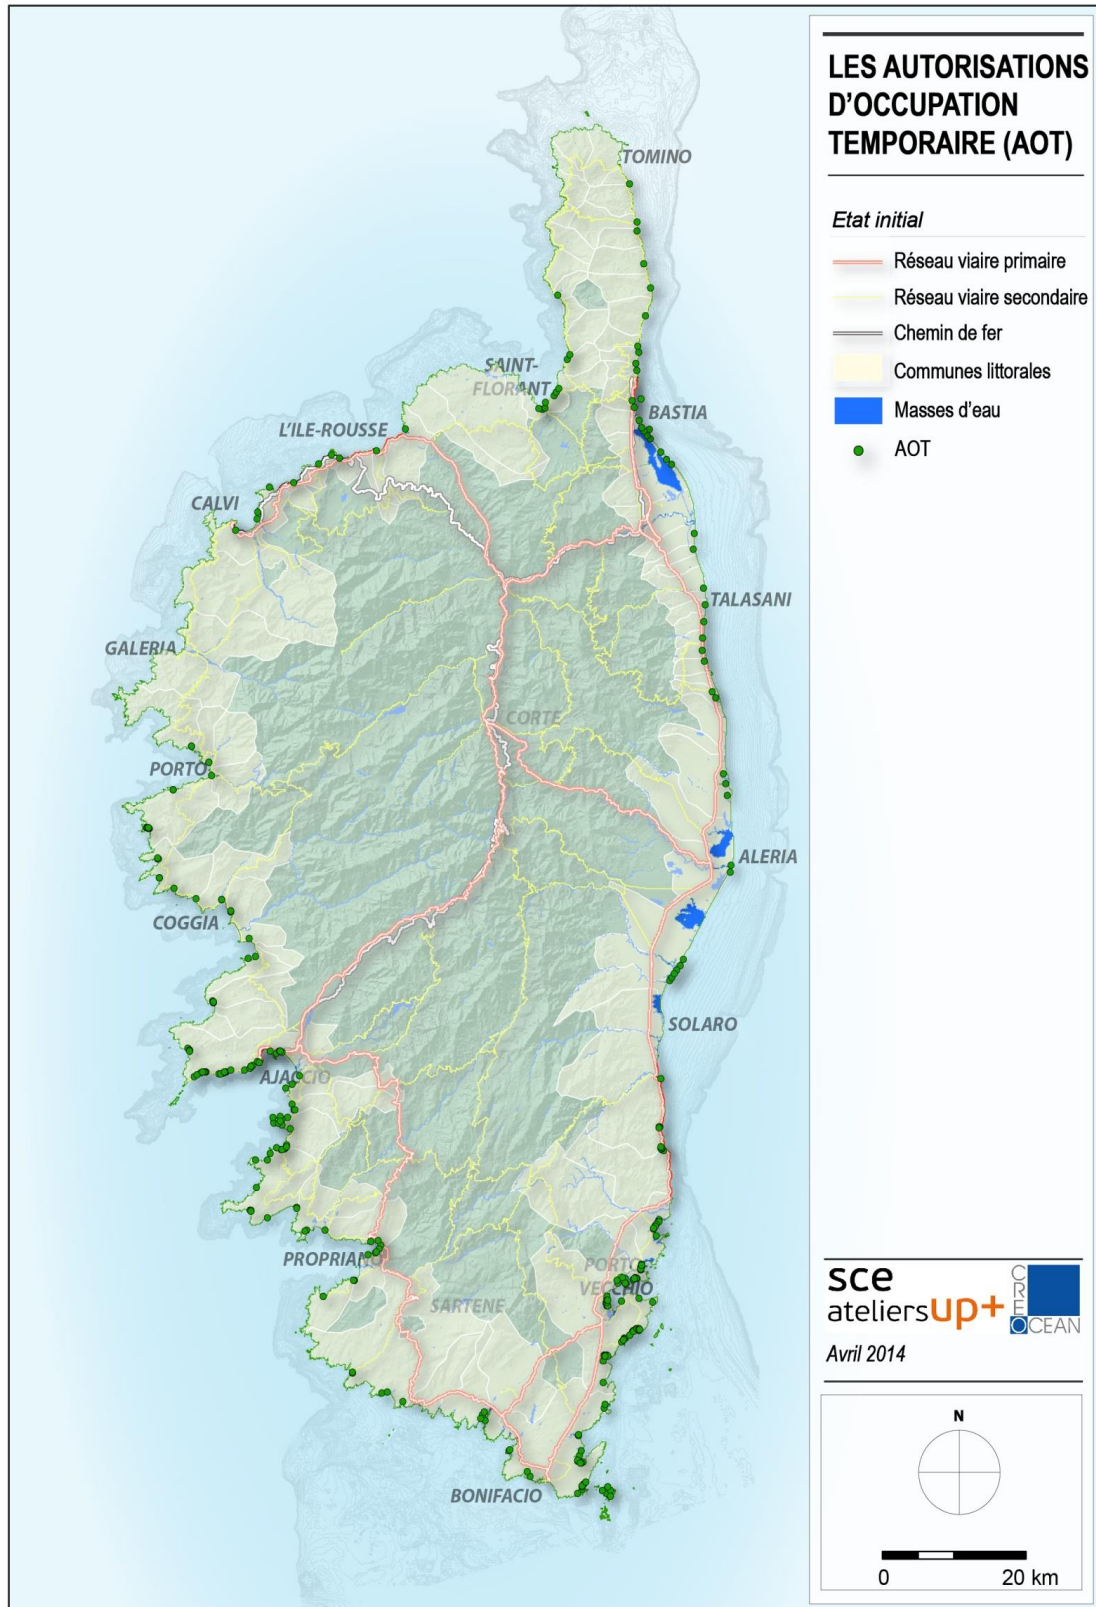 LES AUTORISATIONS
D'OCCUPATION
TEMPORAIRE (AOT)
Etat initial
Réseau viaire primaire
Réseau viaire secondaire
Chemin de fer
Communes littorales
Masses d'eau
AOT
TOMINO
SAINT-
FLORANT
BASTIA
L'ILE-ROUSSE
CALVI
TALASANI
GALERIA
CORTE
PORTO
ALERIA
COGGIA
SOLARO
AJACCIO
PROPRIANO
PORTO-
VECCHIO
SARTENE
BONIFACIO
sce
ateliersup+
CREOCEAN
Avril 2014
N
0 20 km